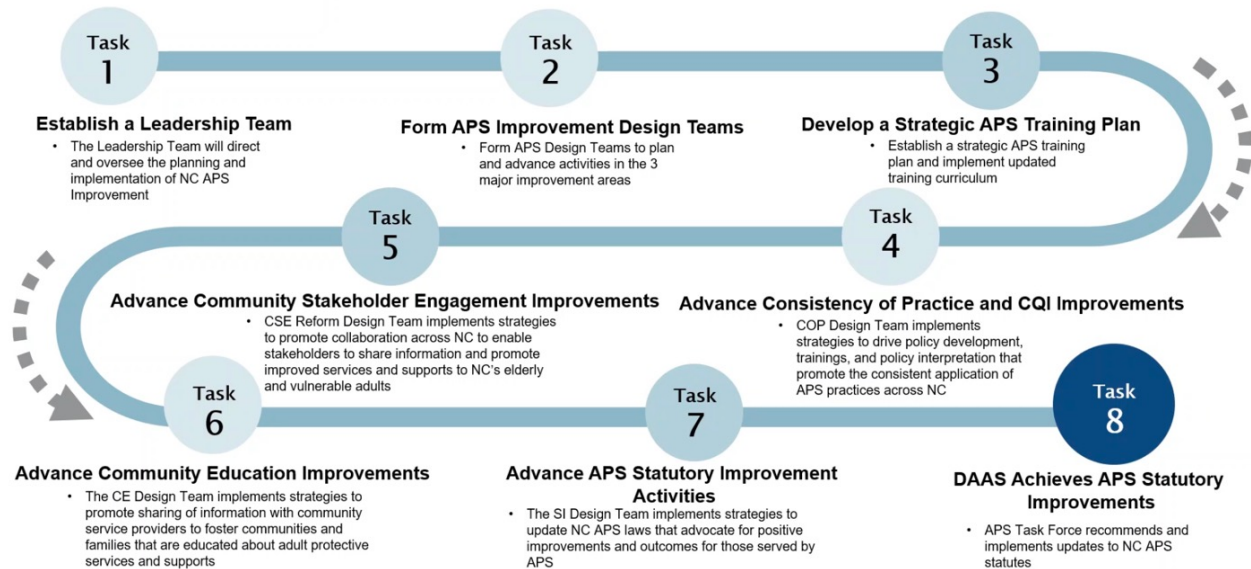 Task
1
Establish a Leadership Team
• The Leadership Team will direct
and oversee the planning and
implementation of NC APS
Improvement
Task
2
Form APS Improvement Design Teams
• Form APS Design Teams to plan
and advance activities in the 3
major improvement areas
Task
3
Develop a Strategic APS Training Plan
• Establish a strategic APS training
plan and implement updated
training curriculum
Task
4
Advance Consistency of Practice and CQI Improvements
• COP Design Team implements
strategies to drive policy development,
trainings, and policy interpretation that
promote the consistent application of
APS practices across NC
Task
5
Advance Community Stakeholder Engagement Improvements
• CSE Reform Design Team implements strategies
to promote collaboration across NC to enable
stakeholders to share information and promote
improved services and supports to NC's elderly
and vulnerable adults
Task
6
Advance Community Education Improvements
• The CE Design Team implements strategies to
promote sharing of information with community
service providers to foster communities and
families that are educated about adult protective
services and supports
Task
7
Advance APS Statutory Improvement
Activities
• The SI Design Team implements strategies to
update NC APS laws that advocate for positive
improvements and outcomes for those served by
APS
Task
8
DAAS Achieves APS Statutory
Improvements
• APS Task Force recommends and
implements updates to NC APS
statutes